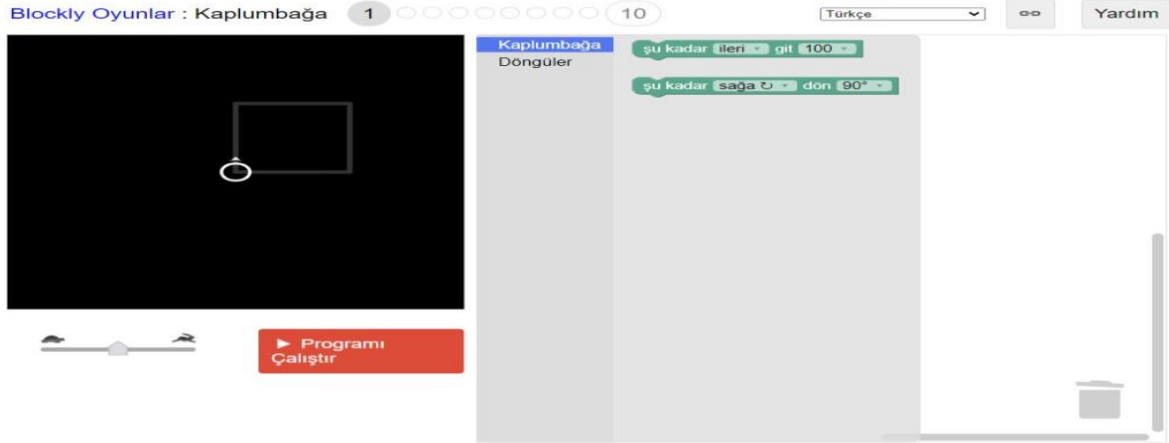 Blockly Oyunlar : Kaplumbağa 1 10 Türkçe Yardım
Kaplumbağa
Döngüler
şu kadar ileri git 100
şu kadar sağa ↻ dön 90°
► Programı
Çalıştır